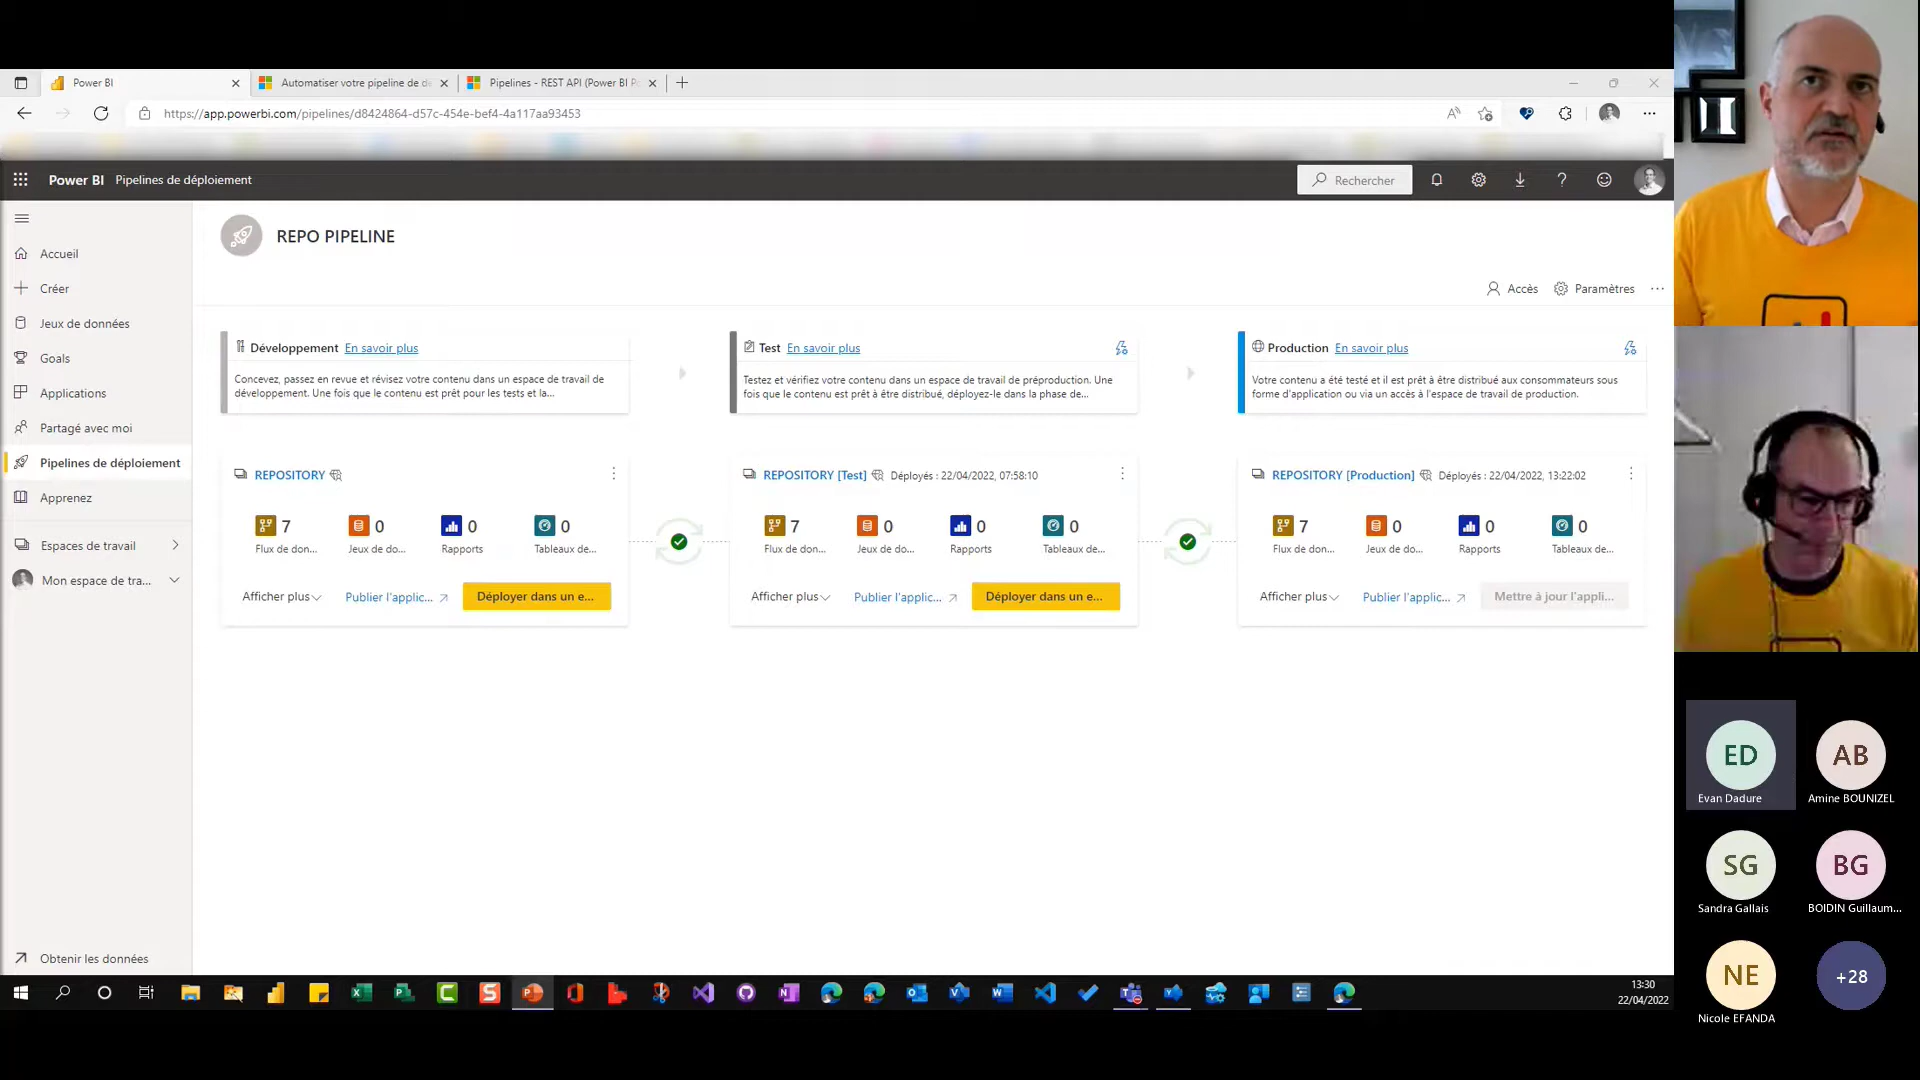 Power BI
Automatiser votre pipeline de de
Pipelines - REST API (Power BI Po
https://app.powerbi.com/pipelines/d8424864-d57c-454e-bef4-4a117aa93453
Power BI Pipelines de déploiement
Rechercher
REPO PIPELINE
Accueil
Créer
Jeux de données
Goals
Applications
Partagé avec moi
Pipelines de déploiement
Apprenez
Espaces de travail
Mon espace de tra...
Obtenir les données
Accès
Paramètres
Développement En savoir plus
Concevez, passez en revue et révisez votre contenu dans un espace de travail de
développement. Une fois que le contenu est prêt pour les tests et la...
Test En savoir plus
Testez et vérifiez votre contenu dans un espace de travail de préproduction. Une
fois que le contenu est prêt à être distribué, déployez-le dans la phase de...
Production En savoir plus
Votre contenu a été testé et il est prêt à être distribué aux consommateurs sous
forme d'application ou via un accès à l'espace de travail de production.
REPOSITORY
7 0 0 0
Flux de don... Jeux de do... Rapports Tableaux de...
Afficher plus Publier l'applic... Déployer dans un e...
REPOSITORY [Test] Déployés : 22/04/2022, 07:58:10
7 0 0 0
Flux de don... Jeux de do... Rapports Tableaux de...
Afficher plus Publier l'applic... Déployer dans un e...
REPOSITORY [Production] Déployés : 22/04/2022, 13:22:02
7 0 0 0
Flux de don... Jeux de do... Rapports Tableaux de...
Afficher plus Publier l'applic... Mettre à jour l'appli...
13:30
22/04/2022
ED
Evan Dadure
AB
Amine BOUNIZEL
SG
Sandra Gallais
BG
BOIDIN Guillaum...
NE
Nicole EFANDA
+28